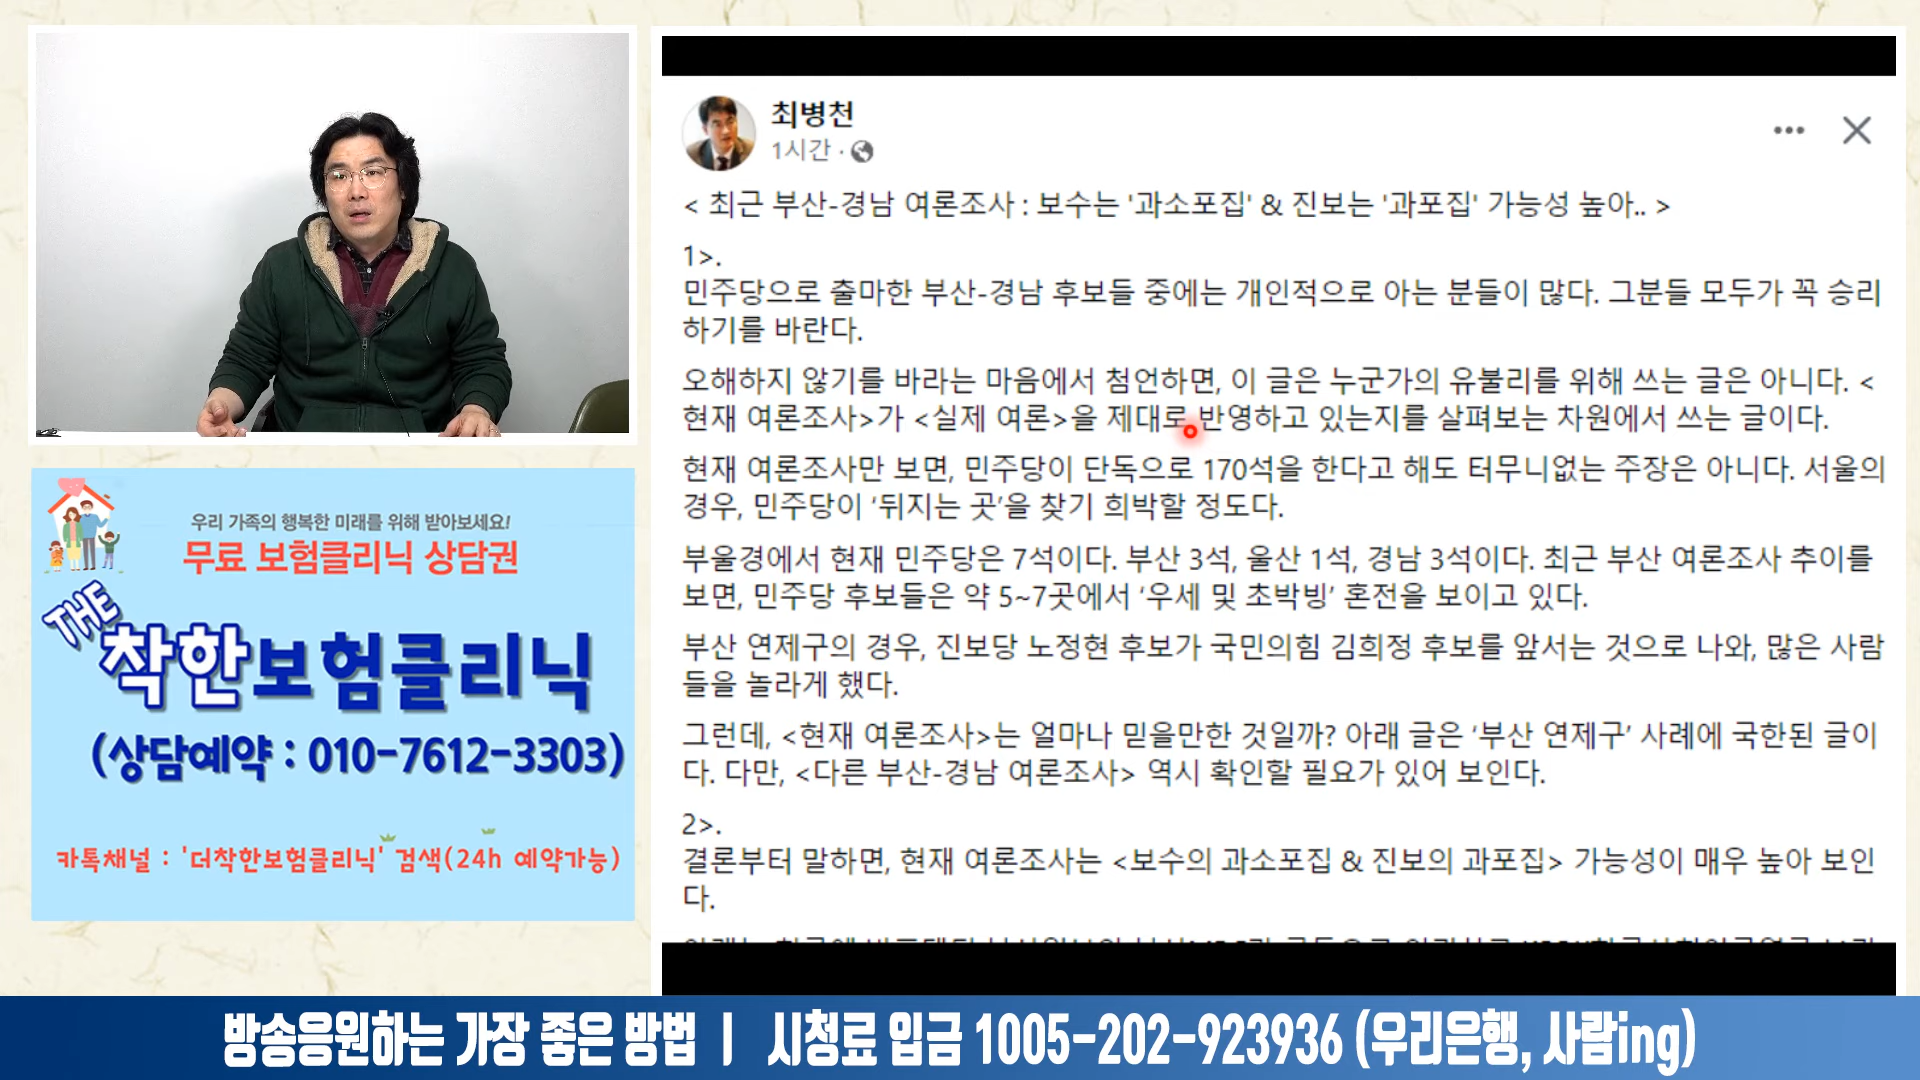 최병천
1시간 ·
< 최근 부산-경남 여론조사 : 보수는 '과소포집' & 진보는 '과포집' 가능성 높아.. >
1>.
민주당으로 출마한 부산-경남 후보들 중에는 개인적으로 아는 분들이 많다. 그분들 모두가 꼭 승리
하기를 바란다.
오해하지 않기를 바라는 마음에서 첨언하면, 이 글은 누군가의 유불리를 위해 쓰는 글은 아니다. <
현재 여론조사>가 <실제 여론>을 제대로 반영하고 있는지를 살펴보는 차원에서 쓰는 글이다.
현재 여론조사만 보면, 민주당이 단독으로 170석을 한다고 해도 터무니없는 주장은 아니다. 서울의
경우, 민주당이 ‘뒤지는 곳’을 찾기 희박할 정도다.
부울경에서 현재 민주당은 7석이다. 부산 3석, 울산 1석, 경남 3석이다. 최근 부산 여론조사 추이를
보면, 민주당 후보들은 약 5~7곳에서 ‘우세 및 초박빙’ 혼전을 보이고 있다.
부산 연제구의 경우, 진보당 노정현 후보가 국민의힘 김희정 후보를 앞서는 것으로 나와, 많은 사람
들을 놀라게 했다.
그런데, <현재 여론조사>는 얼마나 믿을만한 것일까? 아래 글은 ‘부산 연제구’ 사례에 국한된 글이
다. 다만, <다른 부산-경남 여론조사> 역시 확인할 필요가 있어 보인다.
2>.
결론부터 말하면, 현재 여론조사는 <보수의 과소포집 & 진보의 과포집> 가능성이 매우 높아 보인
다.
우리 가족의 행복한 미래를 위해 받아보세요!
무료 보험클리닉 상담권
THE
착한보험클리닉
(상담예약 : 010-7612-3303)
카톡채널 : '더착한보험클리닉' 검색(24h 예약가능)
방송응원하는 가장 좋은 방법 | 시청료 입금 1005-202-923936 (우리은행, 사람ing)